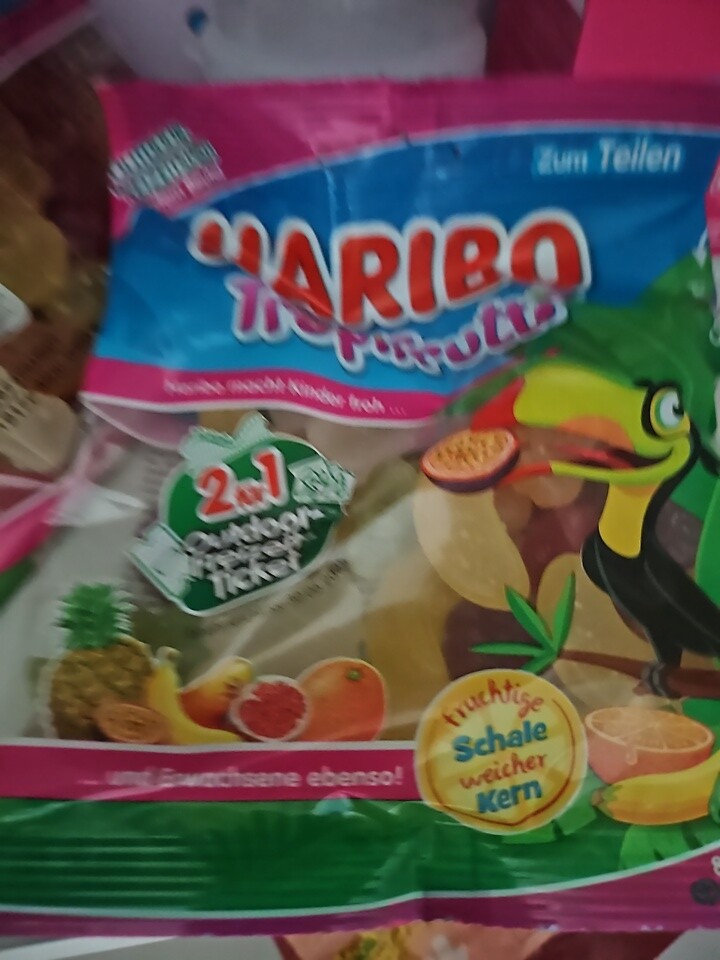 Zum Teilen
HARIBO
Tropifrutti
Haribo macht Kinder froh ...
2 für 1
Outdoor-
Freizeit-
Ticket
fruchtige
Schale
weicher
Kern
... und Erwachsene ebenso!